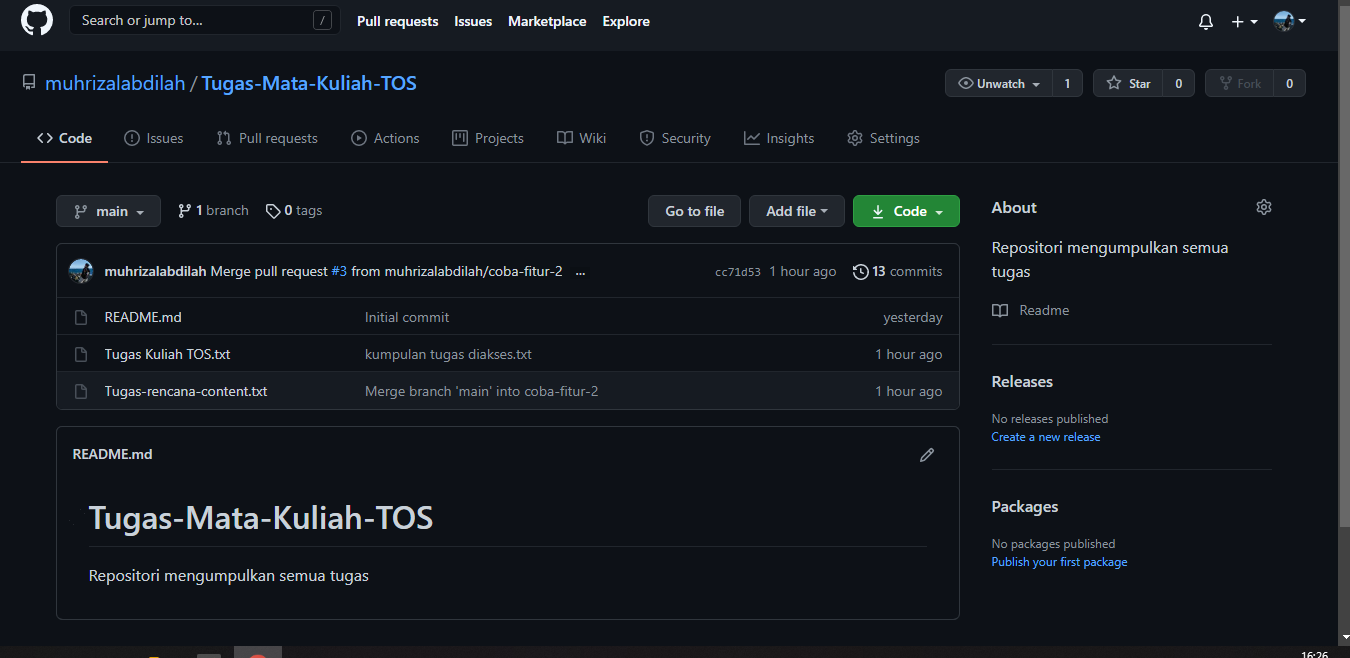 Search or jump to... /
Pull requests Issues Marketplace Explore
muhrizalabdilah / Tugas-Mata-Kuliah-TOS
Unwatch 1 Star 0 Fork 0
Code Issues Pull requests Actions Projects Wiki Security Insights Settings
main 1 branch 0 tags
Go to file Add file Code
muhrizalabdilah Merge pull request #3 from muhrizalabdilah/coba-fitur-2 ... cc71d53 1 hour ago 13 commits
README.md Initial commit yesterday
Tugas Kuliah TOS.txt kumpulan tugas diakses.txt 1 hour ago
Tugas-rencana-content.txt Merge branch 'main' into coba-fitur-2 1 hour ago
README.md
Tugas-Mata-Kuliah-TOS
Repositori mengumpulkan semua tugas
About
Repositori mengumpulkan semua
tugas
Readme
Releases
No releases published
Create a new release
Packages
No packages published
Publish your first package
16:26